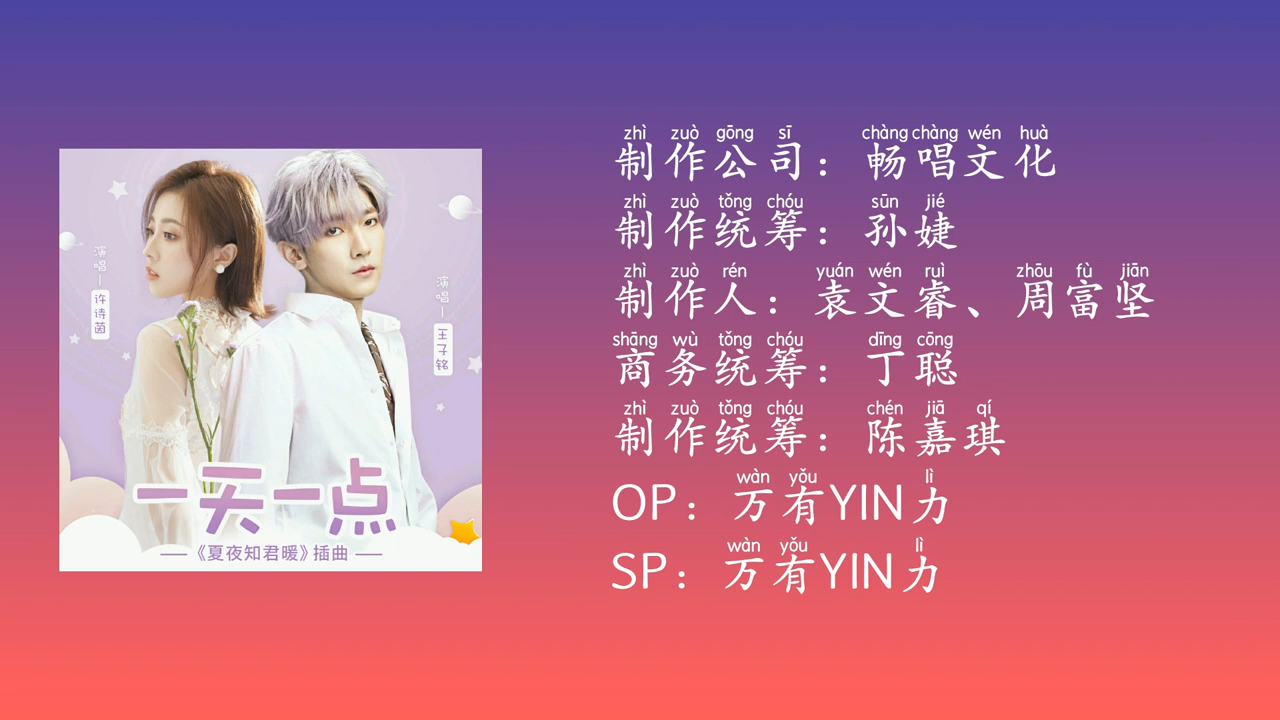 演唱—
许诗茵
演唱—
王子铭
一天一点
——《夏夜知君暖》插曲——
zhì zuò gōng sī chàng chàng wén huà
制作公司：畅唱文化
zhì zuò tǒng chóu sūn jié
制作统筹：孙婕
zhì zuò rén yuán wén ruì zhōu fù jiān
制作人：袁文睿、周富坚
shāng wù tǒng chóu dīng cōng
商务统筹：丁聪
zhì zuò tǒng chóu chén jiā qí
制作统筹：陈嘉琪
wàn yǒu lì
OP：万有YIN力
wàn yǒu lì
SP：万有YIN力